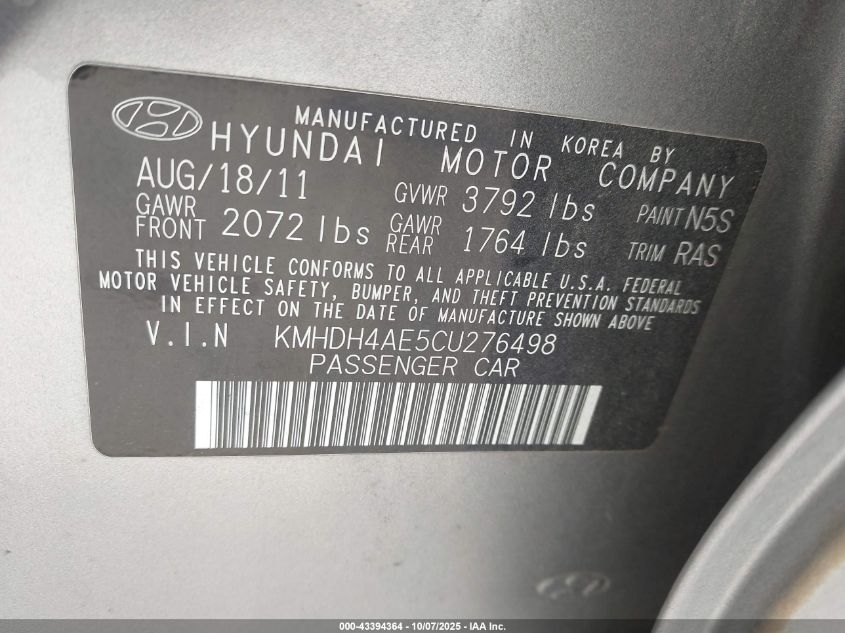 MANUFACTURED IN KOREA BY
HYUNDAI MOTOR COMPANY
AUG/18/11 GVWR 3792 lbs PAINT N5S
GAWR FRONT 2072 lbs GAWR REAR 1764 lbs TRIM RAS
THIS VEHICLE CONFORMS TO ALL APPLICABLE U.S.A. FEDERAL
MOTOR VEHICLE SAFETY, BUMPER, AND THEFT PREVENTION STANDARDS
IN EFFECT ON THE DATE OF MANUFACTURE SHOWN ABOVE
V.I.N KMHDH4AE5CU276498
PASSENGER CAR
000-43394364 | 10/07/2025 - IAA Inc.